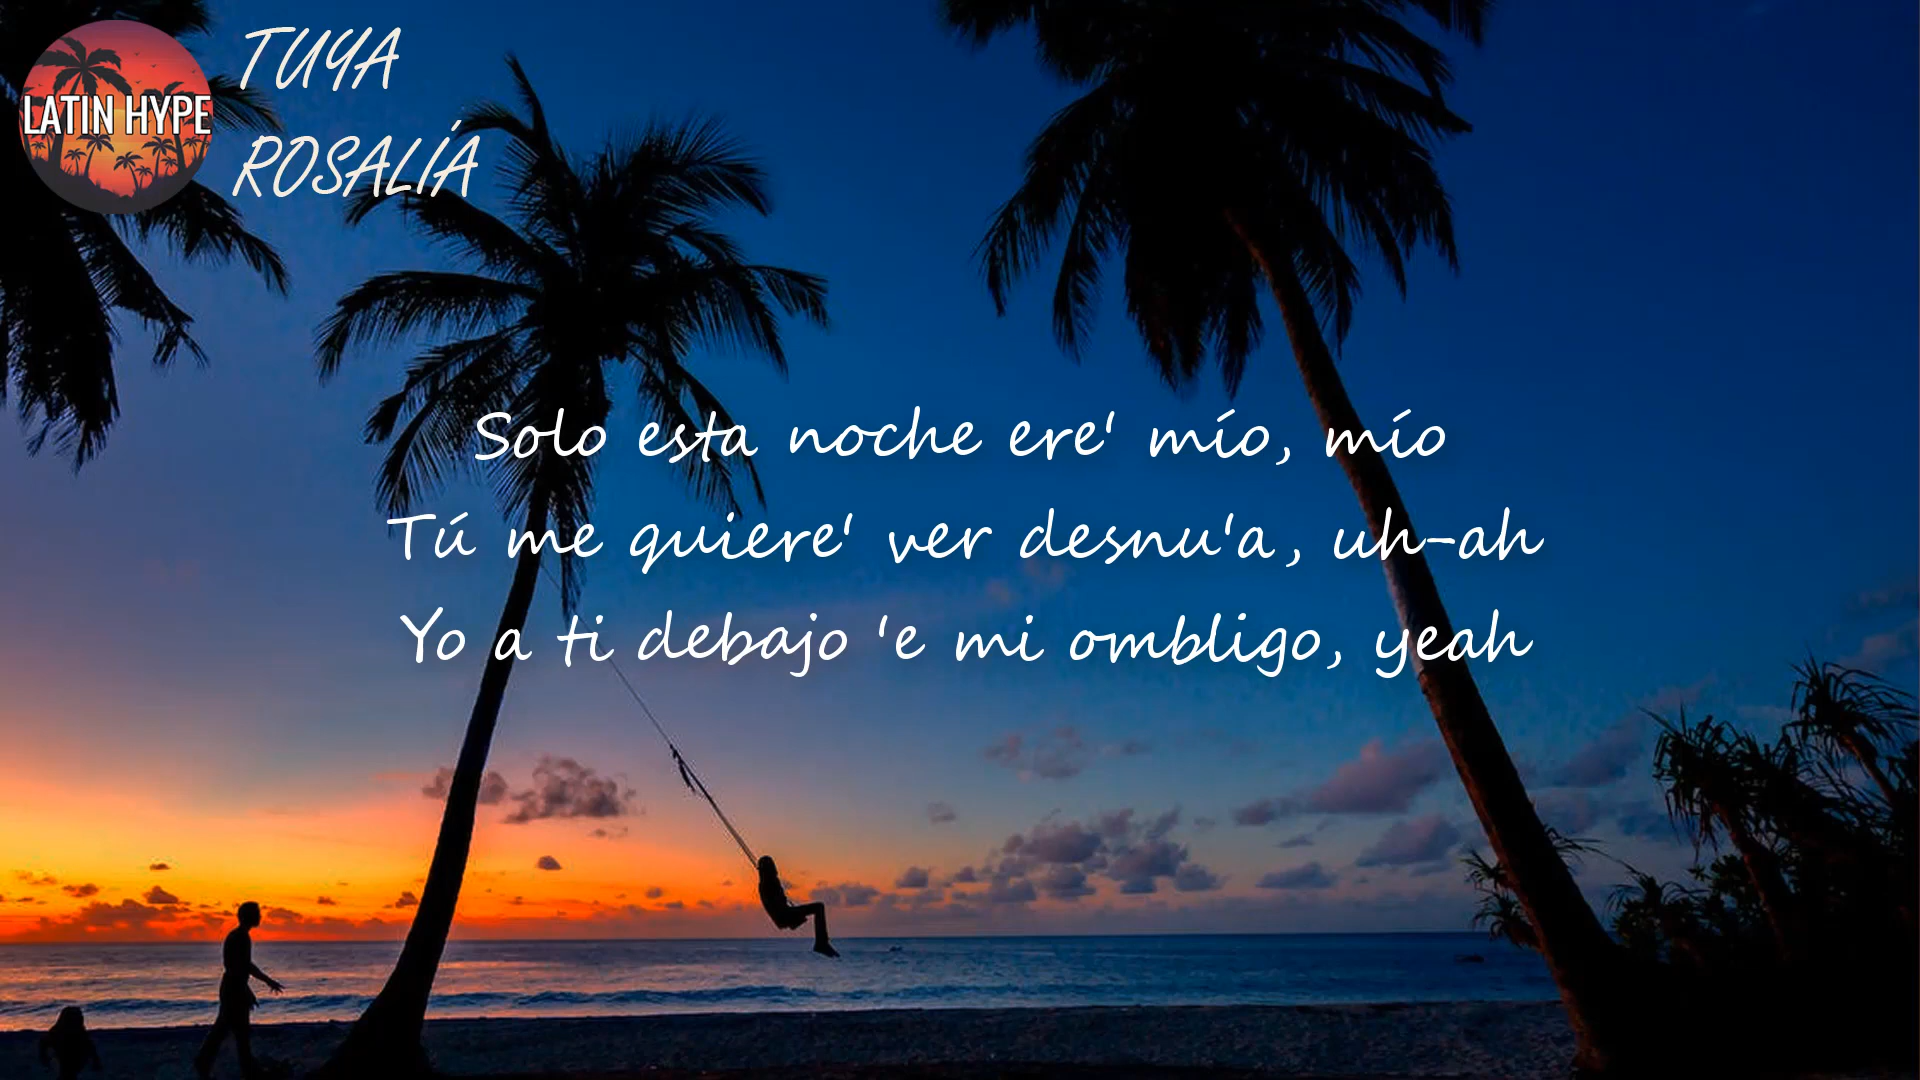 LATIN HYPE
TUYA
ROSALÍA
Solo esta noche ere' mío, mío
Tú me quiere' ver desnu'a, uh-ah
Yo a ti debajo 'e mi ombligo, yeah